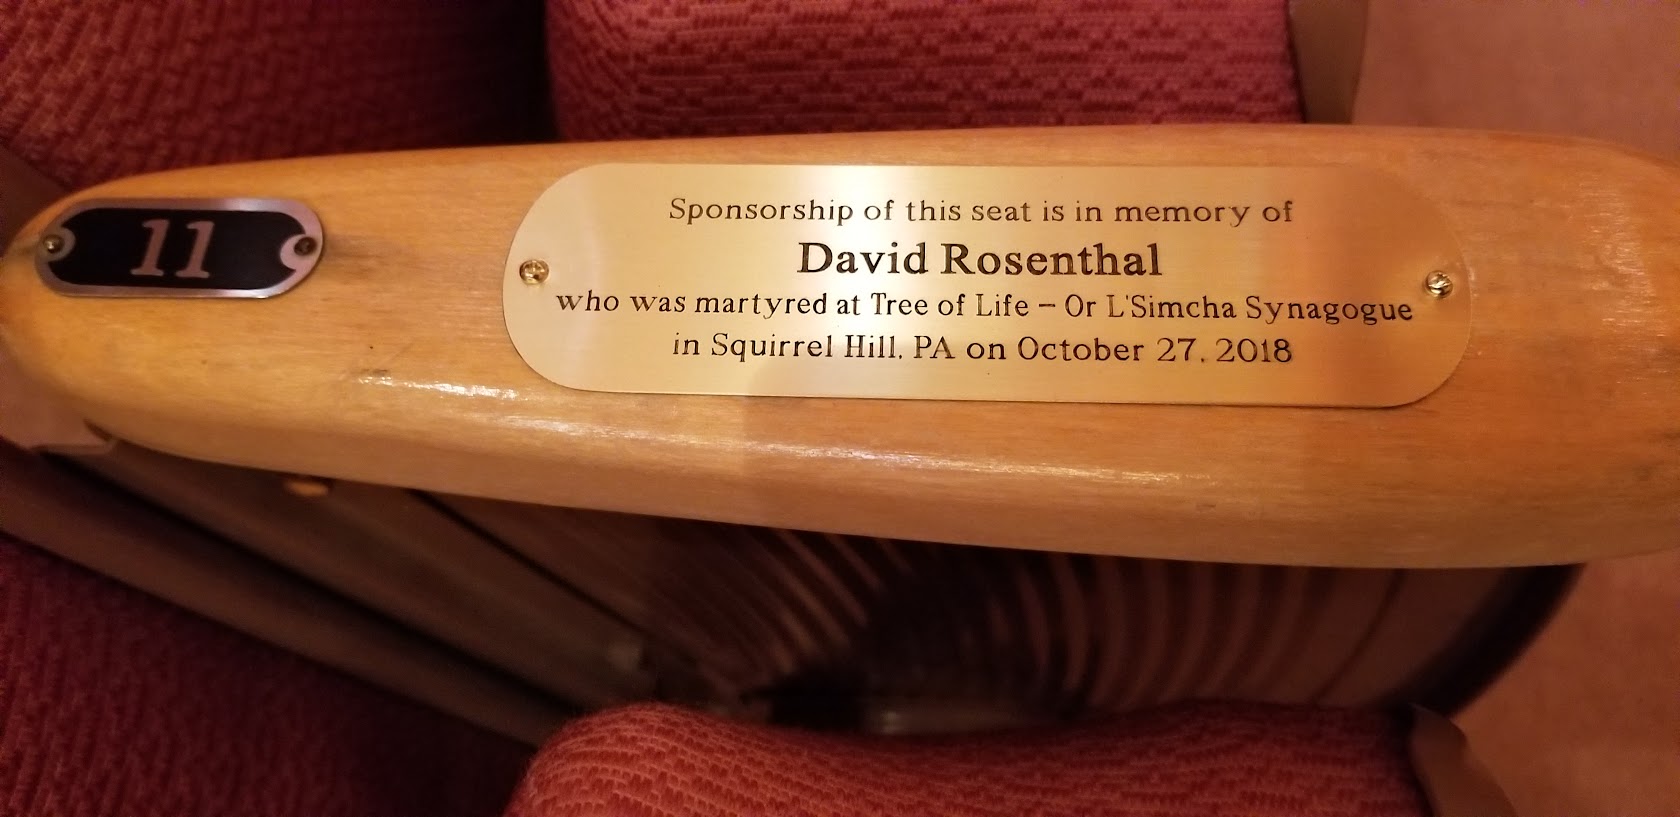 11
Sponsorship of this seat is in memory of
David Rosenthal
who was martyred at Tree of Life – Or L'Simcha Synagogue
in Squirrel Hill, PA on October 27, 2018